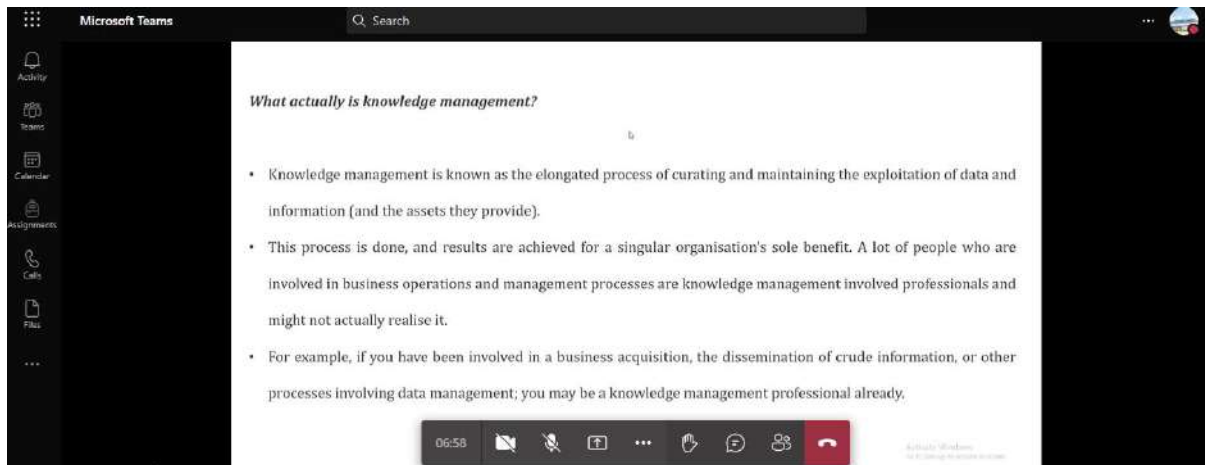 Microsoft Teams
Search
Activity
Teams
Calendar
Assignments
Calls
Files
What actually is knowledge management?
• Knowledge management is known as the elongated process of curating and maintaining the exploitation of data and
information (and the assets they provide).
• This process is done, and results are achieved for a singular organisation's sole benefit. A lot of people who are
involved in business operations and management processes are knowledge management involved professionals and
might not actually realise it.
• For example, if you have been involved in a business acquisition, the dissemination of crude information, or other
processes involving data management; you may be a knowledge management professional already.
06:58
Activate Windows